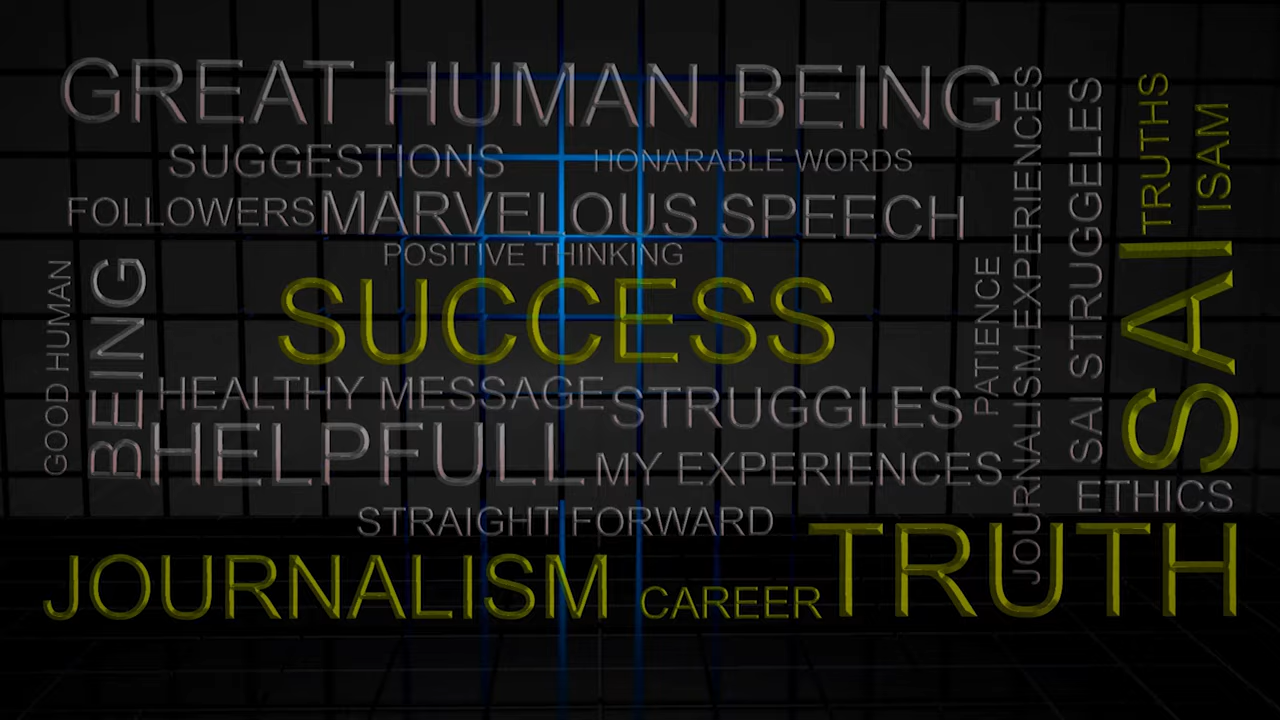 GREAT HUMAN BEING
SUGGESTIONS
HONARABLE WORDS
FOLLOWERS
MARVELOUS SPEECH
POSITIVE THINKING
SUCCESS
GOOD HUMAN
BEING
HEALTHY MESSAGE
STRUGGLES
HELPFULL
MY EXPERIENCES
STRAIGHT FORWARD
JOURNALISM
CAREER
TRUTH
PATIENCE
JOURNALISM EXPERIENCES
SAI STRUGGELES
TRUTHS
ISAM
SAI
ETHICS